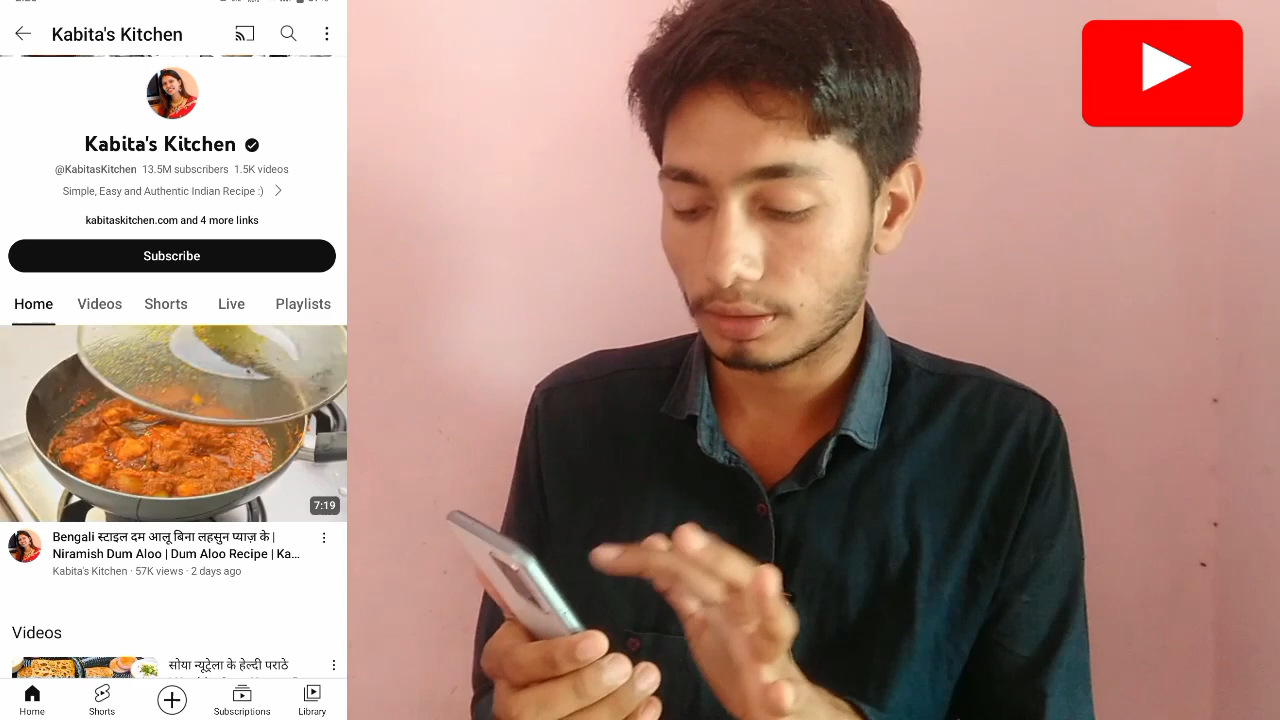 Kabita's Kitchen
Kabita's Kitchen
@KabitasKitchen 13.5M subscribers 1.5K videos
Simple, Easy and Authentic Indian Recipe :)
kabitaskitchen.com and 4 more links
Subscribe
Home Videos Shorts Live Playlists
7:19
Bengali स्टाइल दम आलू बिना लहसुन प्याज़ के |
Niramish Dum Aloo | Dum Aloo Recipe | Ka...
Kabita's Kitchen · 57K views · 2 days ago
Videos
सोया न्यूट्रेला के हेल्दी पराठे
Home Shorts Subscriptions Library